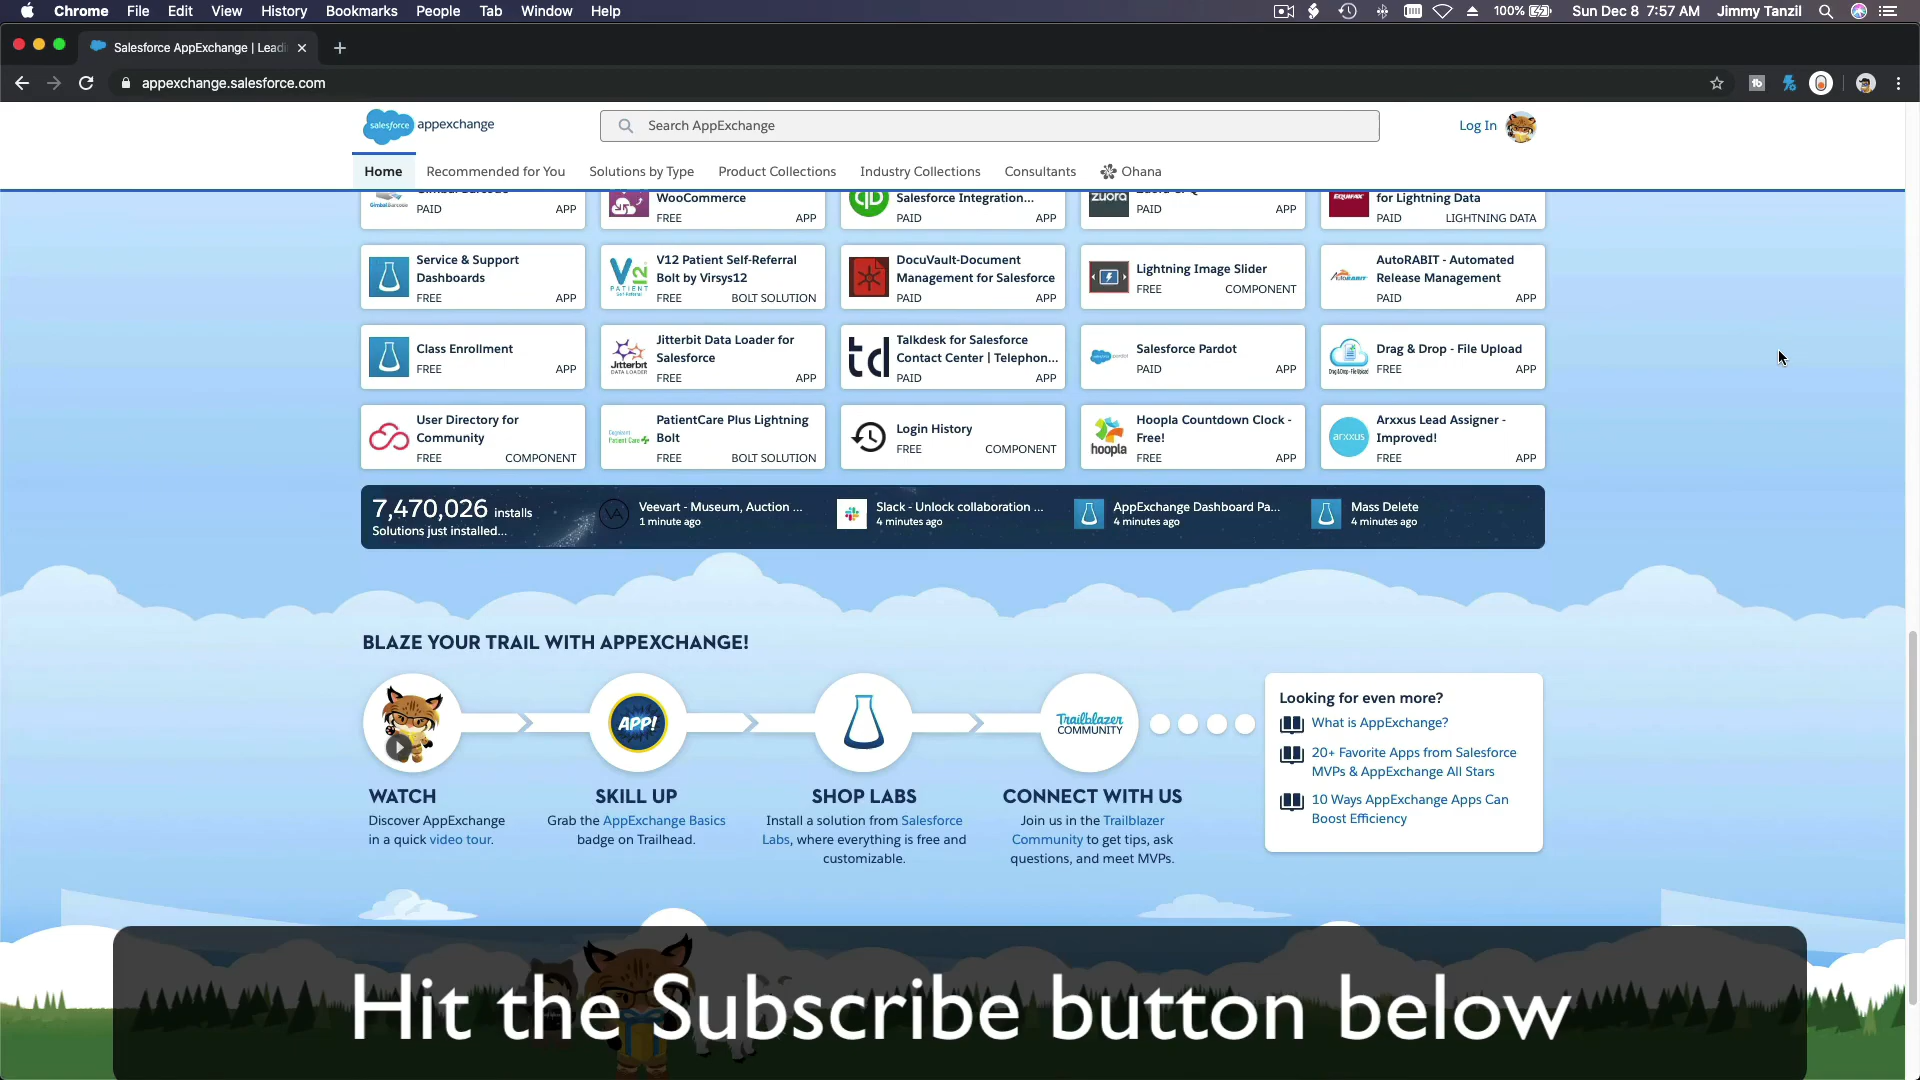 Chrome File Edit View History Bookmarks People Tab Window Help 100% Sun Dec 8 7:57 AM Jimmy Tanzil
Salesforce AppExchange | Leadi
appexchange.salesforce.com
salesforce appexchange Search AppExchange Log In
Home Recommended for You Solutions by Type Product Collections Industry Collections Consultants Ohana
PAID APP
WooCommerce
FREE APP
Salesforce Integration...
PAID APP
zuora
PAID APP
EQUIFAX for Lightning Data
PAID LIGHTNING DATA
Service & Support
Dashboards
FREE APP
V12 Patient Self-Referral
Bolt by Virsys12
FREE BOLT SOLUTION
DocuVault-Document
Management for Salesforce
PAID APP
Lightning Image Slider
FREE COMPONENT
AutoRABIT - Automated
Release Management
PAID APP
Class Enrollment
FREE APP
Jitterbit Data Loader for
Salesforce
FREE APP
Talkdesk for Salesforce
Contact Center | Telephon...
PAID APP
Salesforce Pardot
PAID APP
Drag & Drop - File Upload
FREE APP
User Directory for
Community
FREE COMPONENT
PatientCare Plus Lightning
Bolt
FREE BOLT SOLUTION
Login History
FREE COMPONENT
hoopla
Hoopla Countdown Clock -
Free!
FREE APP
arxxus
Arxxus Lead Assigner -
Improved!
FREE APP
7,470,026 installs
Solutions just installed...
Veevart - Museum, Auction ...
1 minute ago
Slack - Unlock collaboration ...
4 minutes ago
AppExchange Dashboard Pa...
4 minutes ago
Mass Delete
4 minutes ago
BLAZE YOUR TRAIL WITH APPEXCHANGE!
APP!
Trailblazer
COMMUNITY
WATCH
Discover AppExchange
in a quick video tour.
SKILL UP
Grab the AppExchange Basics
badge on Trailhead.
SHOP LABS
Install a solution from Salesforce
Labs, where everything is free and
customizable.
CONNECT WITH US
Join us in the Trailblazer
Community to get tips, ask
questions, and meet MVPs.
Looking for even more?
What is AppExchange?
20+ Favorite Apps from Salesforce
MVPs & AppExchange All Stars
10 Ways AppExchange Apps Can
Boost Efficiency
Hit the Subscribe button below